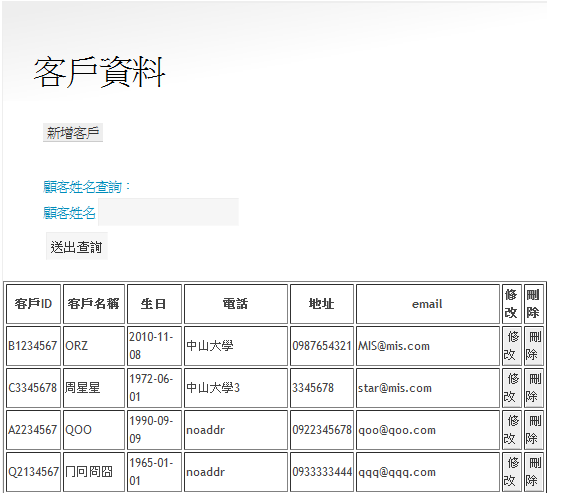 客戶資料
新增客戶
顧客姓名查詢：
顧客姓名
送出查詢
客戶ID 客戶名稱 生日 電話 地址 email 修改 刪除
B1234567 ORZ 2010-11-08 中山大學 0987654321 MIS@mis.com 修改 刪除
C3345678 周星星 1972-06-01 中山大學3 3345678 star@mis.com 修改 刪除
A2234567 QOO 1990-09-09 noaddr 0922345678 qoo@qoo.com 修改 刪除
Q2134567 冂向冏囧 1965-01-01 noaddr 0933333444 qqq@qqq.com 修改 刪除